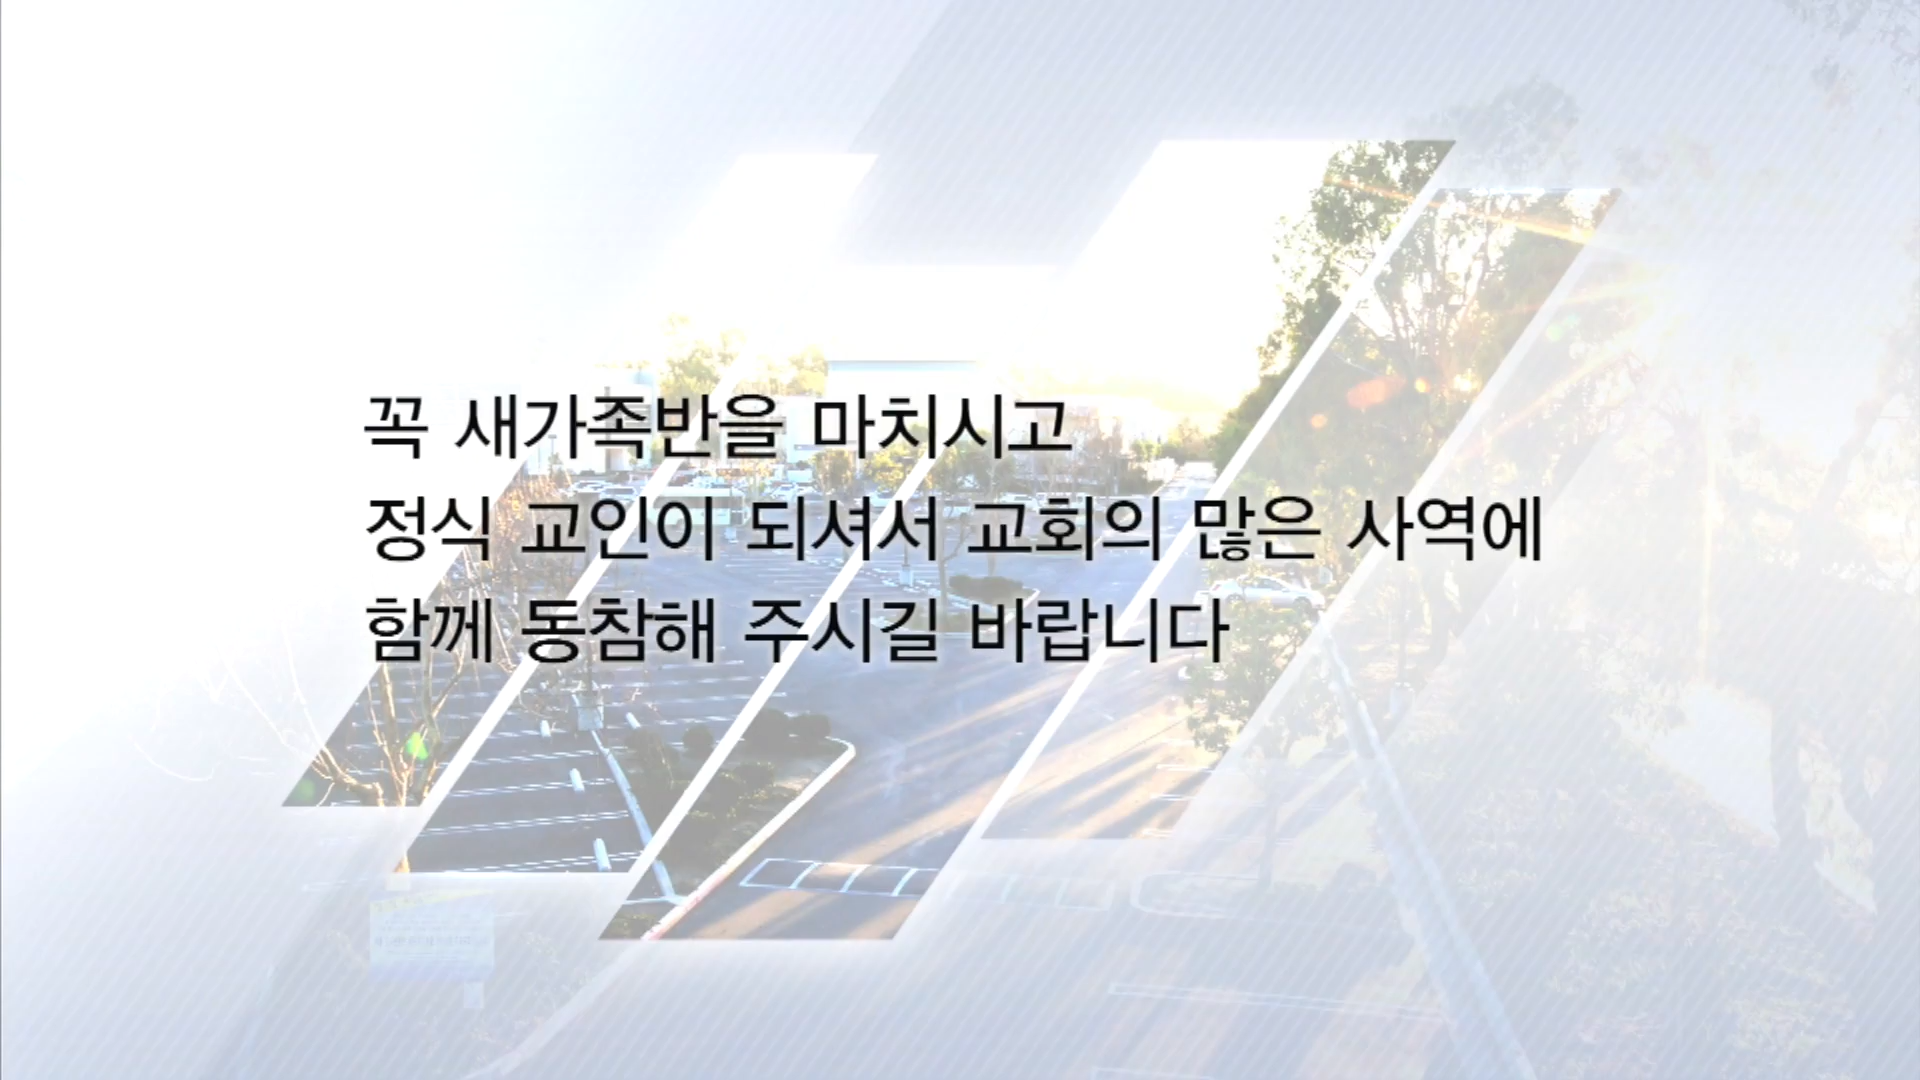 꼭 새가족반을 마치시고
정식 교인이 되셔서 교회의 많은 사역에
함께 동참해 주시길 바랍니다